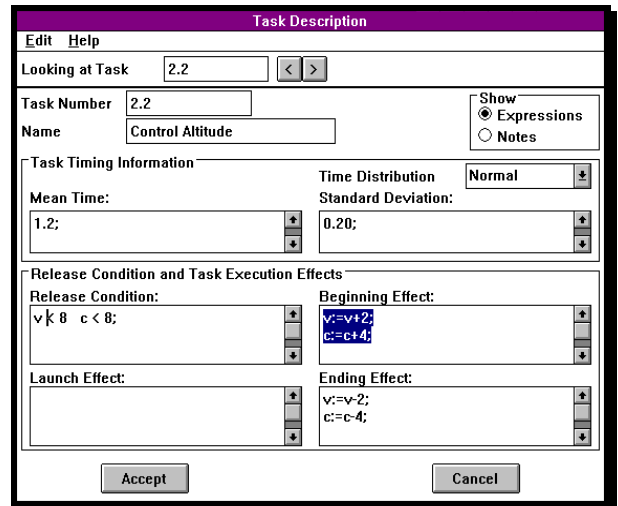 Task Description
Edit Help
Looking at Task 2.2 < >
Task Number 2.2
Name Control Altitude
Show
Expressions
Notes
Task Timing Information
Time Distribution Normal
Mean Time: Standard Deviation:
1.2; 0.20;
Release Condition and Task Execution Effects
Release Condition: Beginning Effect:
v < 8 c < 8; v:=v+2;
c:=c+4;
Launch Effect: Ending Effect:
v:=v-2;
c:=c-4;
Accept Cancel